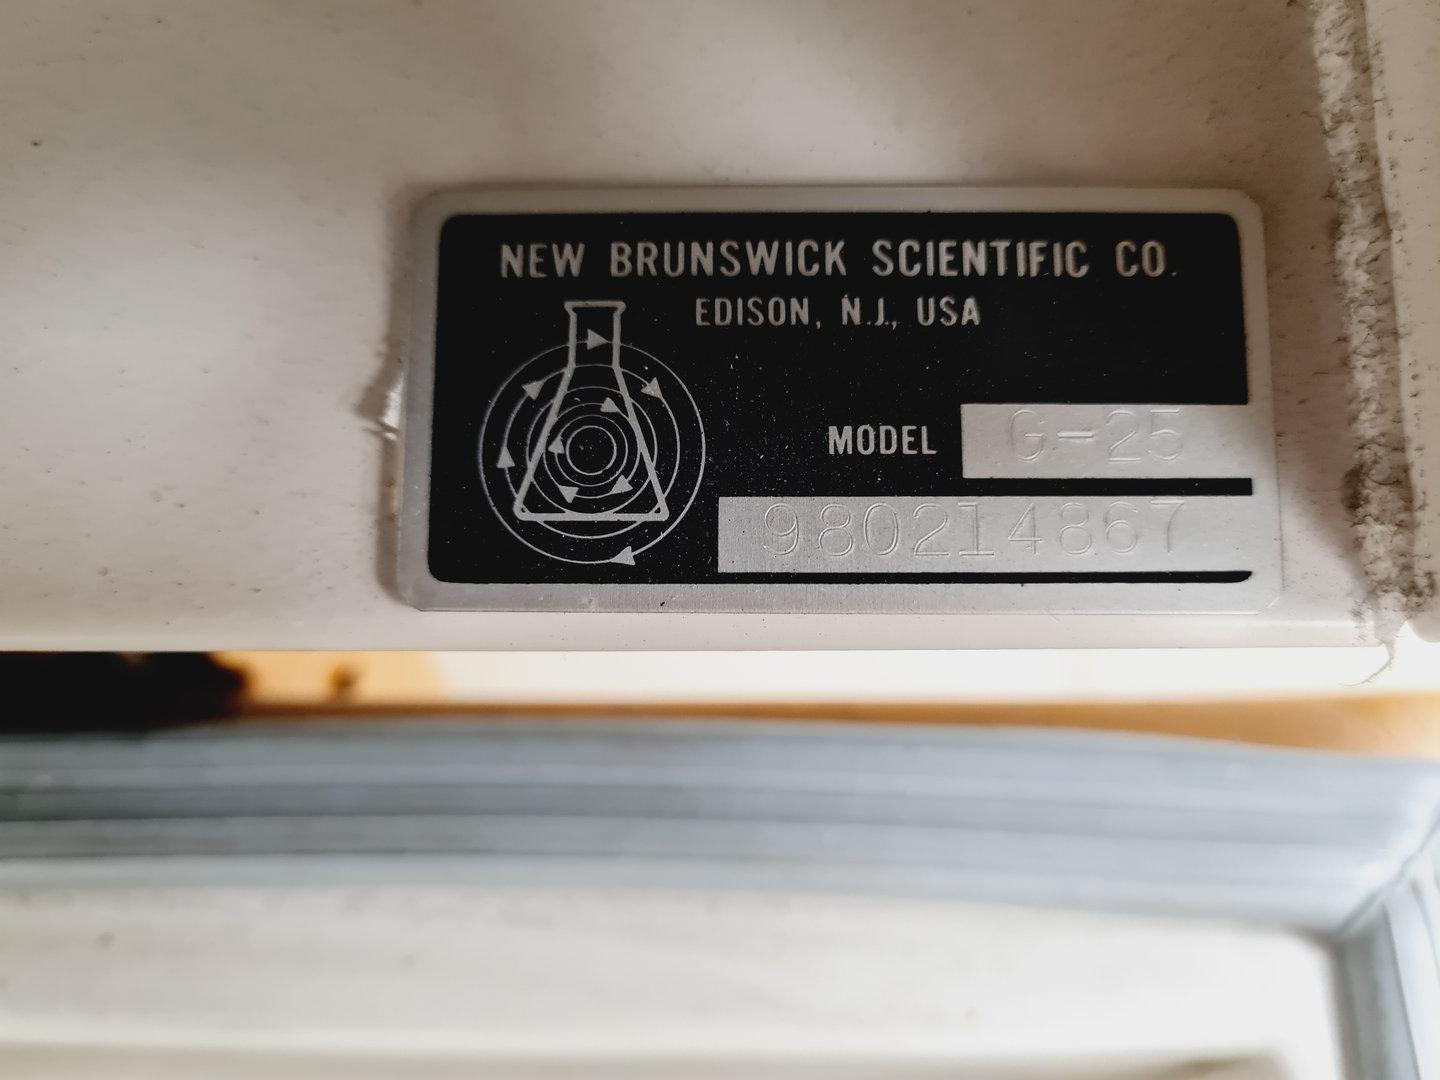 NEW BRUNSWICK SCIENTIFIC CO.
EDISON, N.J., USA
MODEL G-25
980214867